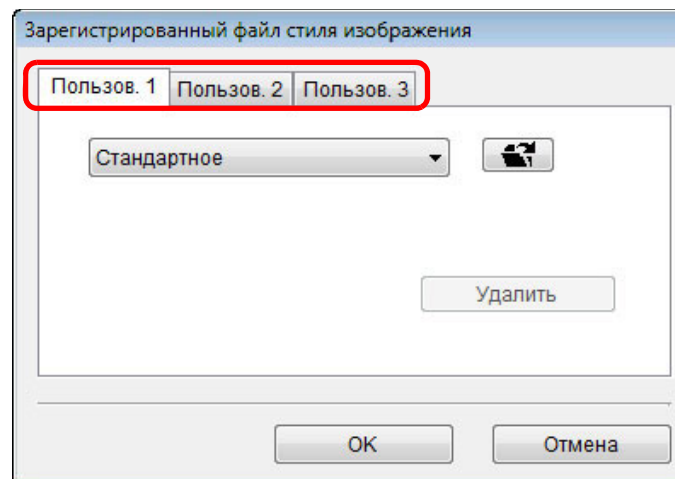 Зарегистрированный файл стиля изображения
Пользов. 1 Пользов. 2 Пользов. 3
Стандартное
Удалить
OK Отмена